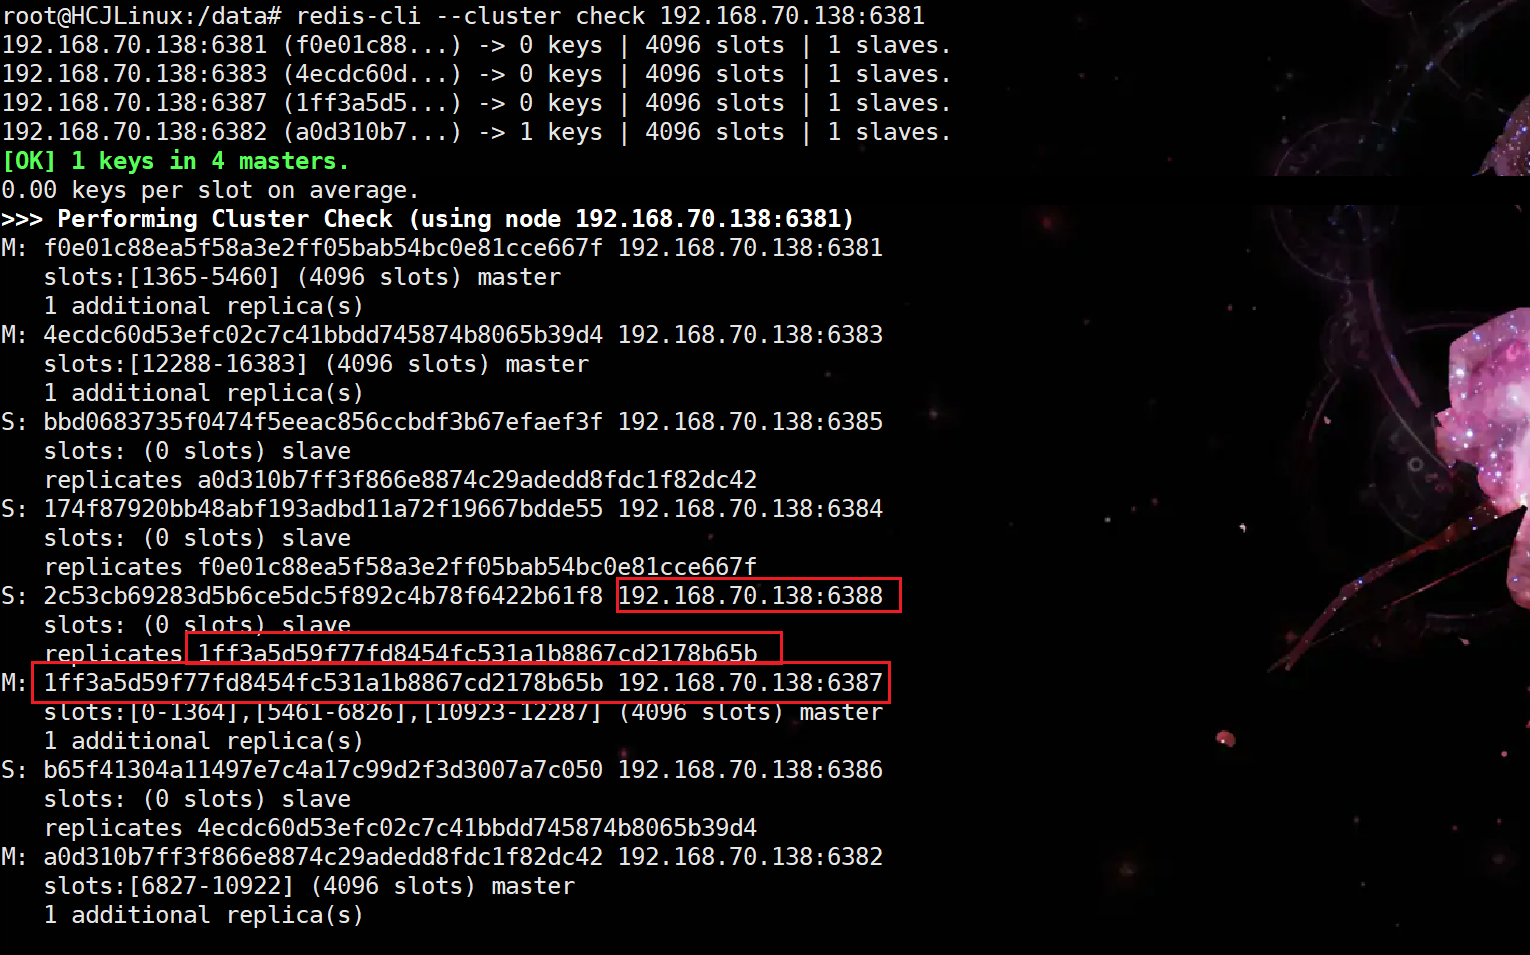 root@HCJLinux:/data# redis-cli --cluster check 192.168.70.138:6381
192.168.70.138:6381 (f0e01c88...) -> 0 keys | 4096 slots | 1 slaves.
192.168.70.138:6383 (4ecdc60d...) -> 0 keys | 4096 slots | 1 slaves.
192.168.70.138:6387 (1ff3a5d5...) -> 0 keys | 4096 slots | 1 slaves.
192.168.70.138:6382 (a0d310b7...) -> 1 keys | 4096 slots | 1 slaves.
[OK] 1 keys in 4 masters.
0.00 keys per slot on average.
>>> Performing Cluster Check (using node 192.168.70.138:6381)
M: f0e01c88ea5f58a3e2ff05bab54bc0e81cce667f 192.168.70.138:6381
   slots:[1365-5460] (4096 slots) master
   1 additional replica(s)
M: 4ecdc60d53efc02c7c41bbdd745874b8065b39d4 192.168.70.138:6383
   slots:[12288-16383] (4096 slots) master
   1 additional replica(s)
S: bbd0683735f0474f5eeac856ccbdf3b67efaef3f 192.168.70.138:6385
   slots: (0 slots) slave
   replicates a0d310b7ff3f866e8874c29adedd8fdc1f82dc42
S: 174f87920bb48abf193adbd11a72f19667bdde55 192.168.70.138:6384
   slots: (0 slots) slave
   replicates f0e01c88ea5f58a3e2ff05bab54bc0e81cce667f
S: 2c53cb69283d5b6ce5dc5f892c4b78f6422b61f8 192.168.70.138:6388
   slots: (0 slots) slave
   replicates 1ff3a5d59f77fd8454fc531a1b8867cd2178b65b
M: 1ff3a5d59f77fd8454fc531a1b8867cd2178b65b 192.168.70.138:6387
   slots:[0-1364],[5461-6826],[10923-12287] (4096 slots) master
   1 additional replica(s)
S: b65f41304a11497e7c4a17c99d2f3d3007a7c050 192.168.70.138:6386
   slots: (0 slots) slave
   replicates 4ecdc60d53efc02c7c41bbdd745874b8065b39d4
M: a0d310b7ff3f866e8874c29adedd8fdc1f82dc42 192.168.70.138:6382
   slots:[6827-10922] (4096 slots) master
   1 additional replica(s)